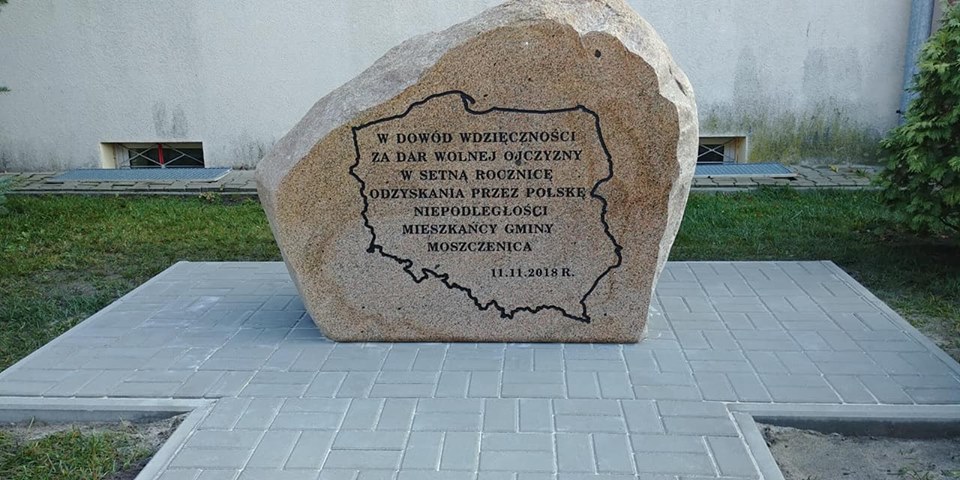 W DOWÓD WDZIĘCZNOŚCI
ZA DAR WOLNEJ OJCZYZNY
W SETNĄ ROCZNICĘ
ODZYSKANIA PRZEZ POLSKĘ
NIEPODLEGŁOŚCI
MIESZKAŃCY GMINY
MOSZCZENICA
11.11.2018 R.